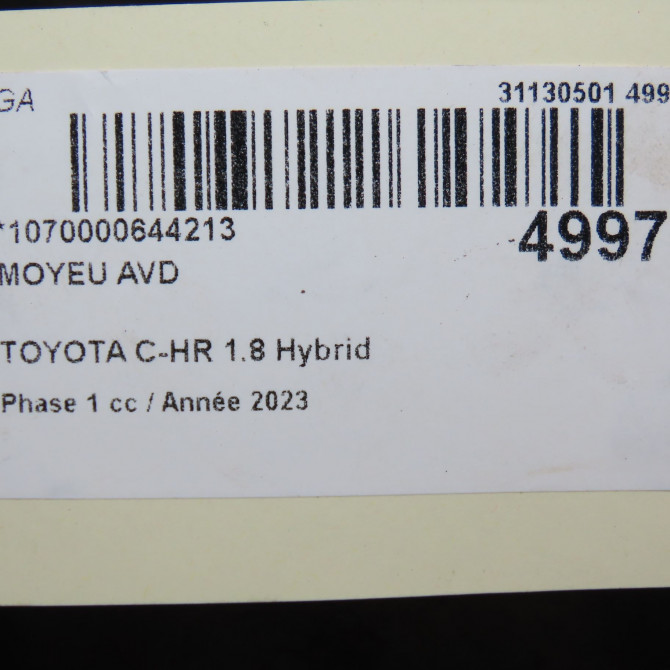 GA
31130501 499
*1070000644213
4997
MOYEU AVD
TOYOTA C-HR 1.8 Hybrid
Phase 1 cc / Année 2023